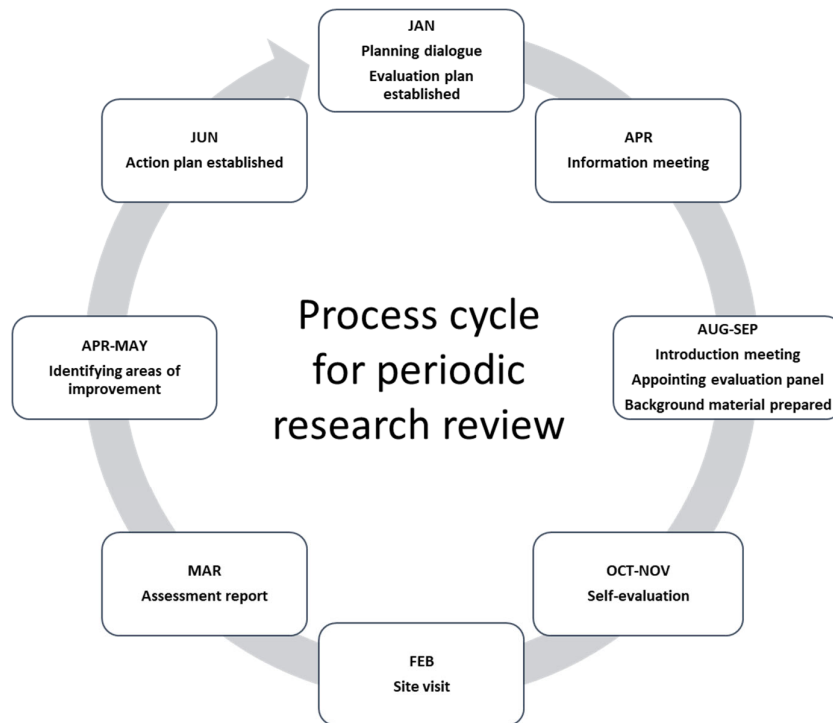 JAN
Planning dialogue
Evaluation plan
established
APR
Information meeting
AUG-SEP
Introduction meeting
Appointing evaluation panel
Background material prepared
OCT-NOV
Self-evaluation
FEB
Site visit
MAR
Assessment report
APR-MAY
Identifying areas of
improvement
JUN
Action plan established
Process cycle
for periodic
research review